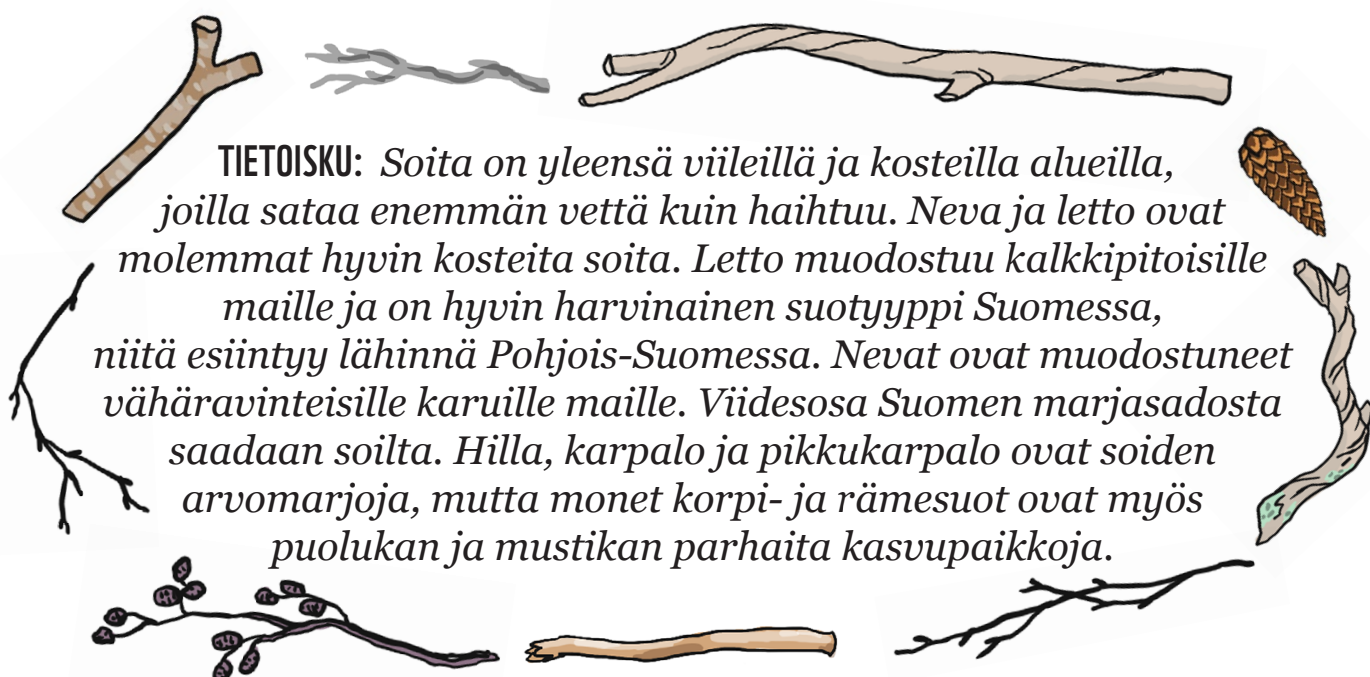 TIETOISKU: Soita on yleensä viileillä ja kosteilla alueilla,
joilla sataa enemmän vettä kuin haihtuu. Neva ja letto ovat
molemmat hyvin kosteita soita. Letto muodostuu kalkkipitoisille
maille ja on hyvin harvinainen suotyyppi Suomessa,
niitä esiintyy lähinnä Pohjois-Suomessa. Nevat ovat muodostuneet
vähäravinteisille karuille maille. Viidesosa Suomen marjasadosta
saadaan soilta. Hilla, karpalo ja pikkukarpalo ovat soiden
arvomarjoja, mutta monet korpi- ja rämesuot ovat myös
puolukan ja mustikan parhaita kasvupaikkoja.